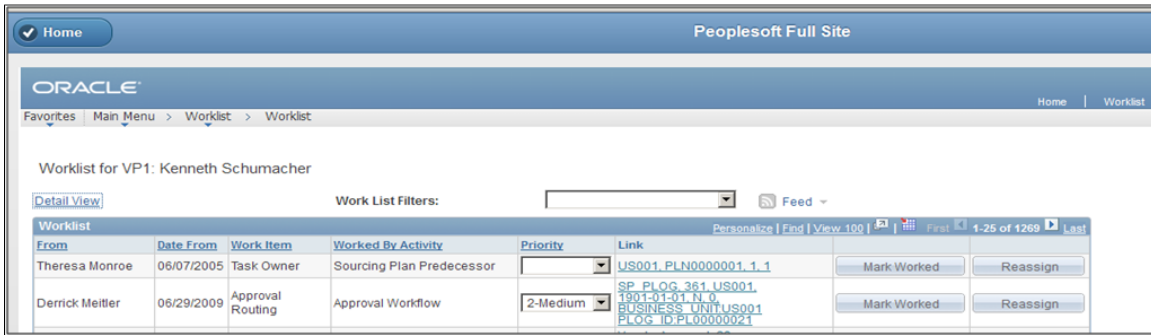 Home
Peoplesoft Full Site
ORACLE
Home | Worklist
Favorites | Main Menu > Worklist > Worklist
Worklist for VP1: Kenneth Schumacher
Detail View Work List Filters: Feed
Worklist Personalize | Find | View 100 | First 1-25 of 1269 Last
From Date From Work Item Worked By Activity Priority Link
Theresa Monroe 06/07/2005 Task Owner Sourcing Plan Predecessor US001, PLN0000001, 1, 1 Mark Worked Reassign
Derrick Meitler 06/29/2009 Approval Routing Approval Workflow 2-Medium SP_PLOG, 361, US001,
1901-01-01, N, 0,
BUSINESS_UNIT:US001
PLOG_ID:PL00000021 Mark Worked Reassign